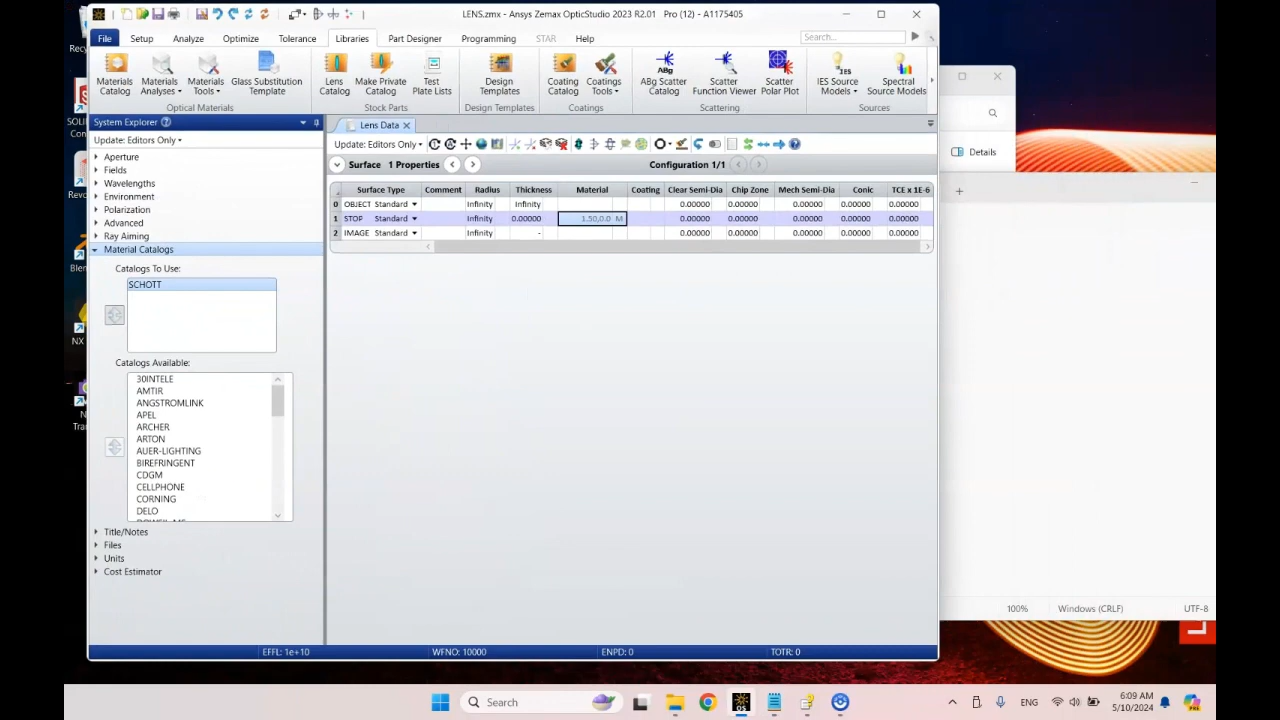 LENS.zmx - Ansys Zemax OpticStudio 2023 R2.01 Pro (12) - A1175405
File Setup Analyze Optimize Tolerance Libraries Part Designer Programming STAR Help Search...
Materials Catalog
Materials Analyses
Materials Tools
Glass Substitution Template
Lens Catalog
Make Private Catalog
Test Plate Lists
Design Templates
Coating Catalog
Coatings Tools
ABg Scatter Catalog
Scatter Function Viewer
Scatter Polar Plot
IES Source Models
Spectral Source Models
Optical Materials Stock Parts Design Templates Coatings Scattering Sources
System Explorer
Update: Editors Only
Aperture
Fields
Wavelengths
Environment
Polarization
Advanced
Ray Aiming
Material Catalogs
Catalogs To Use:
SCHOTT
Catalogs Available:
30INTELE
AMTIR
ANGSTROMLINK
APEL
ARCHER
ARTON
AUER-LIGHTING
BIREFRINGENT
CDGM
CELLPHONE
CORNING
DELO
Title/Notes
Files
Units
Cost Estimator
Lens Data
Update: Editors Only
Surface 1 Properties Configuration 1/1
Surface Type Comment Radius Thickness Material Coating Clear Semi-Dia Chip Zone Mech Semi-Dia Conic TCE x 1E-6
0 OBJECT Standard Infinity Infinity 0.00000 0.00000 0.00000 0.00000 0.00000
1 STOP Standard Infinity 0.00000 1.50,0.0 M 0.00000 0.00000 0.00000 0.00000 0.00000
2 IMAGE Standard Infinity - 0.00000 0.00000 0.00000 0.00000 0.00000
EFFL: 1e+10 WFNO: 10000 ENPD: 0 TOTR: 0
Details
100% Windows (CRLF) UTF-8
Search
ENG
6:09 AM
5/10/2024